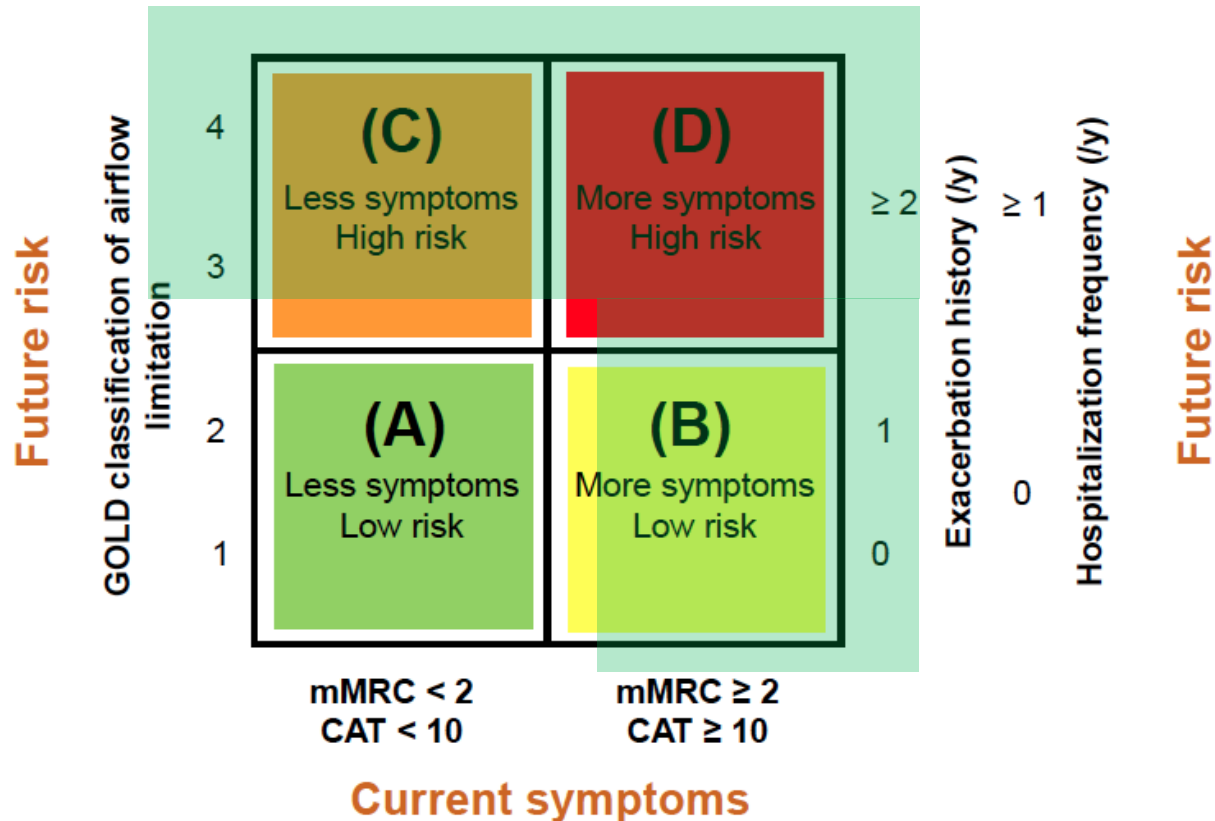 Future risk
GOLD classification of airflow
limitation
4
3
2
1
(C)
Less symptoms
High risk
(D)
More symptoms
High risk
(A)
Less symptoms
Low risk
(B)
More symptoms
Low risk
≥ 2
1
0
Exacerbation history (/y)
≥ 1
0
Hospitalization frequency (/y)
Future risk
mMRC < 2
CAT < 10
mMRC ≥ 2
CAT ≥ 10
Current symptoms